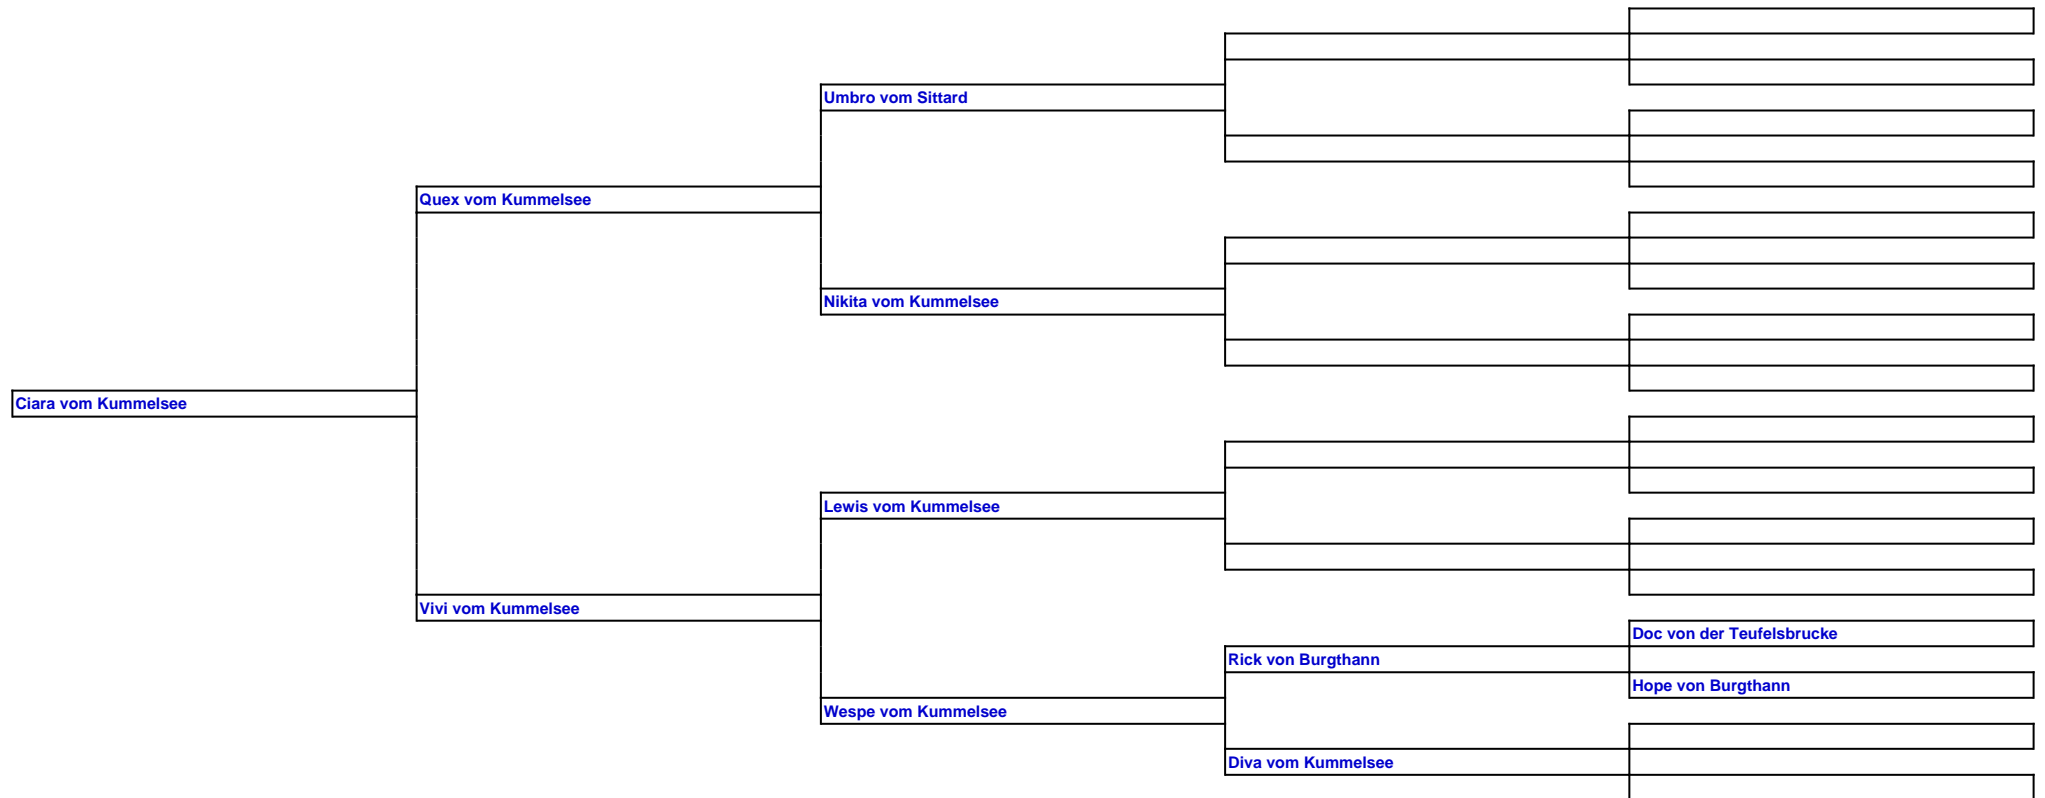 Umbro vom Sittard
Quex vom Kummelsee
Nikita vom Kummelsee
Ciara vom Kummelsee
Lewis vom Kummelsee
Vivi vom Kummelsee
Doc von der Teufelsbrucke
Rick von Burgthann
Hope von Burgthann
Wespe vom Kummelsee
Diva vom Kummelsee